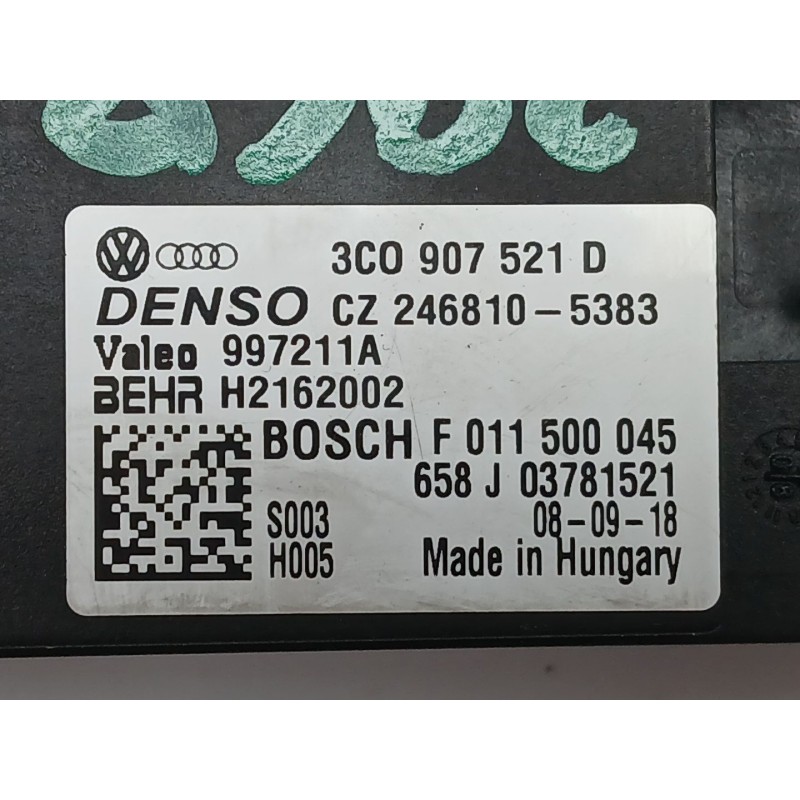 3C0 907 521 D
DENSO CZ 246810-5383
Valeo 997211A
BEHR H2162002
BOSCH F 011 500 045
658 J 03781521
S003 08-09-18
H005 Made in Hungary